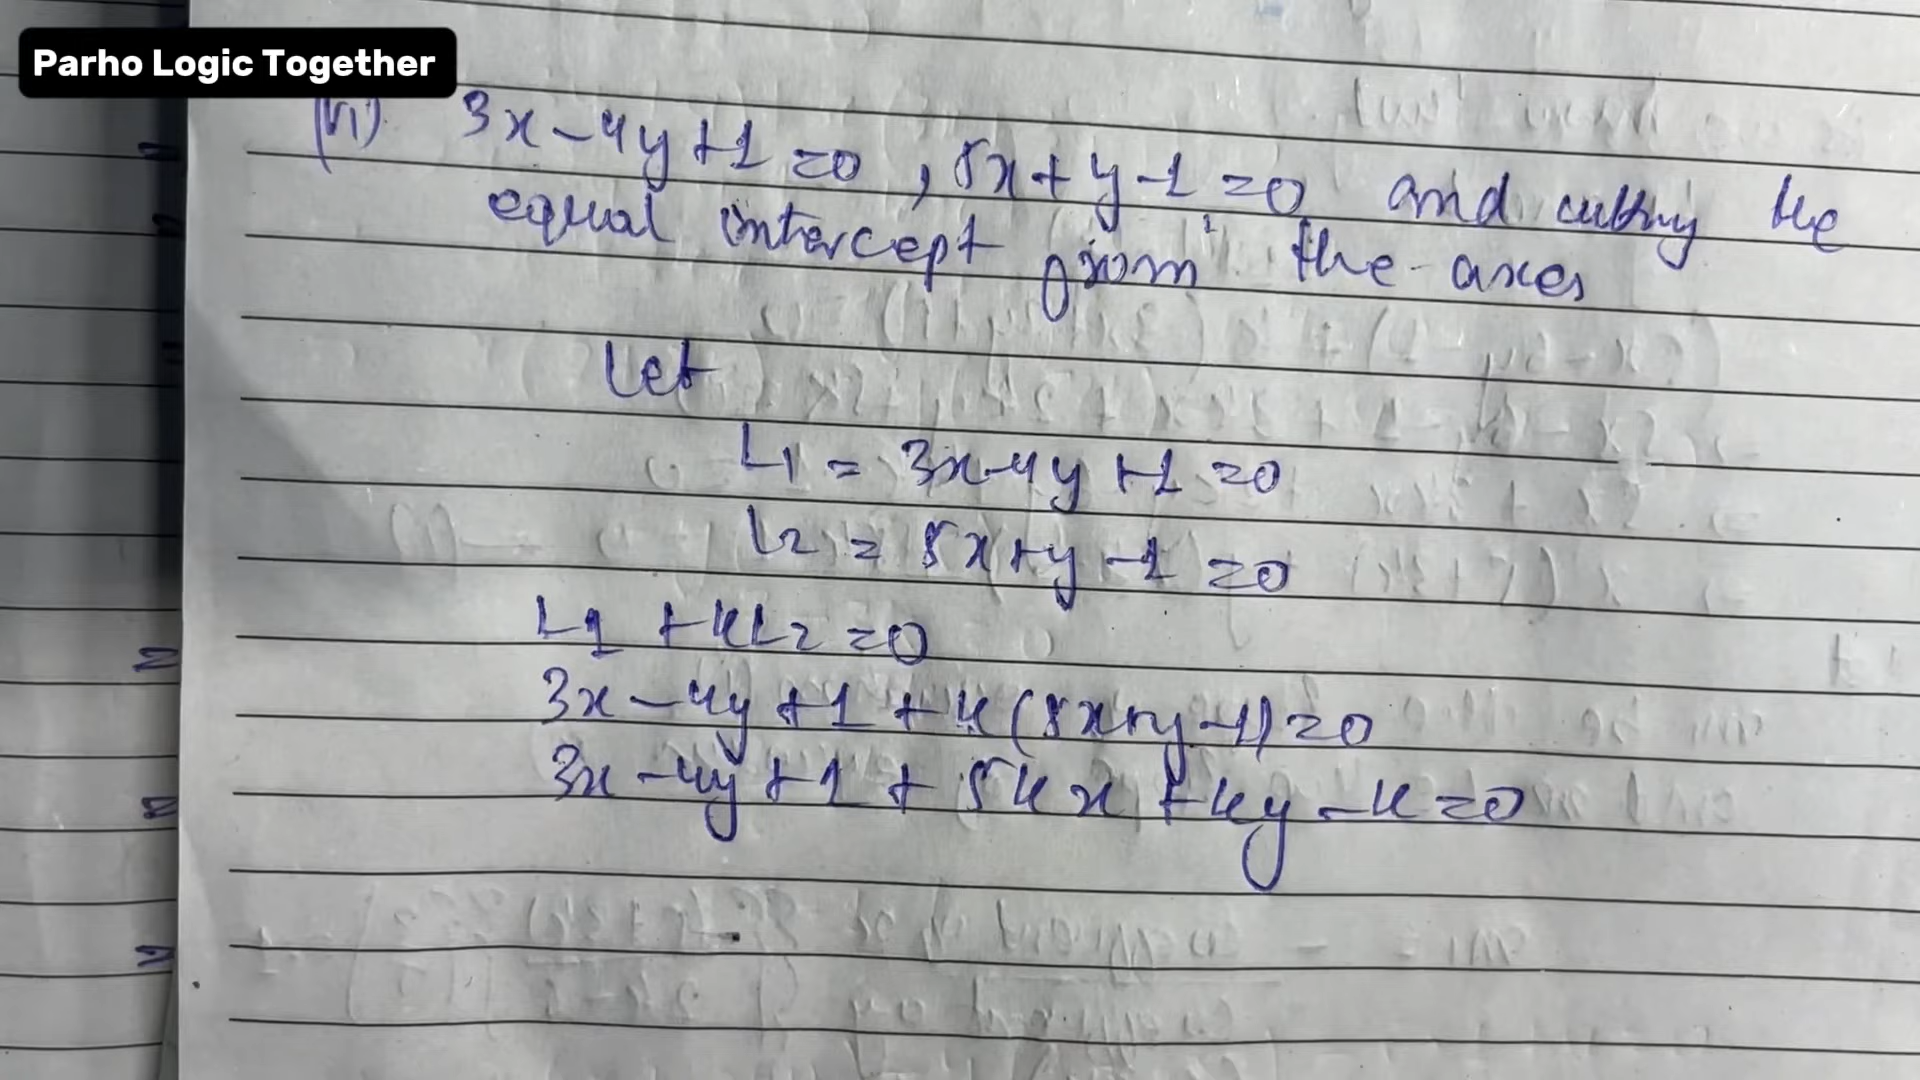 Parho Logic Together
(vi) 3x-4y+1=0, 5x+y-1=0 and cutting the
equal intercept from the axes
Let
L1 = 3x-4y+1=0
L2 = 5x+y-1=0
L1+kL2=0
3x-4y+1+k(5x+y-1)=0
3x-4y+1+5kx+ky-k=0